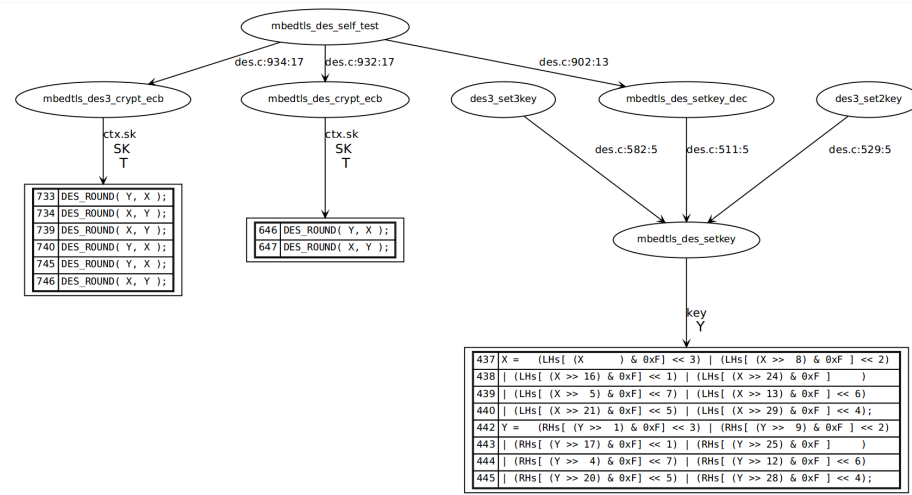 mbedtls_des_self_test
des.c:934:17
des.c:932:17
des.c:902:13
mbedtls_des3_crypt_ecb
mbedtls_des_crypt_ecb
des3_set3key
mbedtls_des_setkey_dec
des3_set2key
ctx.sk
SK
T
ctx.sk
SK
T
des.c:582:5
des.c:511:5
des.c:529:5
733 DES_ROUND( Y, X );
734 DES_ROUND( X, Y );
739 DES_ROUND( X, Y );
740 DES_ROUND( Y, X );
745 DES_ROUND( Y, X );
746 DES_ROUND( X, Y );
646 DES_ROUND( Y, X );
647 DES_ROUND( X, Y );
mbedtls_des_setkey
key
Y
437 X =   (LHs[ (X      ) & 0xF] << 3) | (LHs[ (X >>  8) & 0xF ] << 2)
438 | (LHs[ (X >> 16) & 0xF] << 1) | (LHs[ (X >> 24) & 0xF ]     )
439 | (LHs[ (X >>  5) & 0xF] << 7) | (LHs[ (X >> 13) & 0xF ] << 6)
440 | (LHs[ (X >> 21) & 0xF] << 5) | (LHs[ (X >> 29) & 0xF ] << 4);
442 Y =   (RHs[ (Y >>  1) & 0xF] << 3) | (RHs[ (Y >>  9) & 0xF ] << 2)
443 | (RHs[ (Y >> 17) & 0xF] << 1) | (RHs[ (Y >> 25) & 0xF ]     )
444 | (RHs[ (Y >>  4) & 0xF] << 7) | (RHs[ (Y >> 12) & 0xF ] << 6)
445 | (RHs[ (Y >> 20) & 0xF] << 5) | (RHs[ (Y >> 28) & 0xF ] << 4);